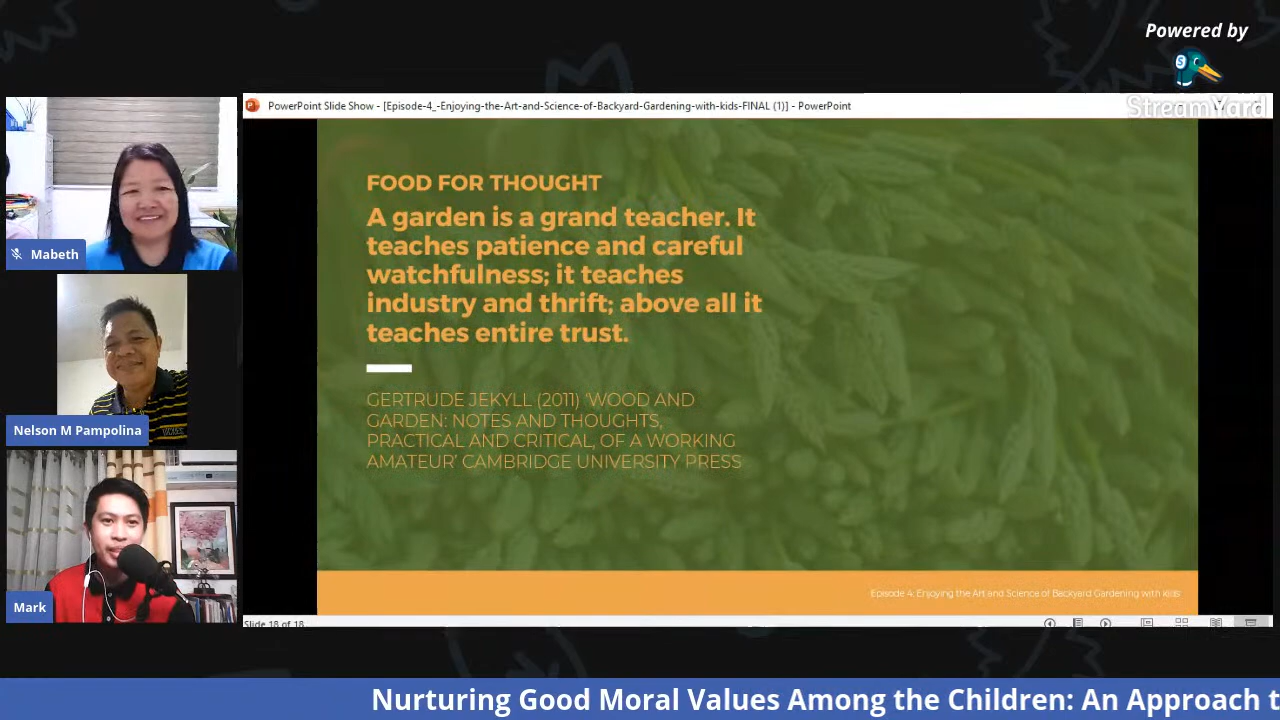 Powered by
StreamYard
PowerPoint Slide Show - [Episode-4_-Enjoying-the-Art-and-Science-of-Backyard-Gardening-with-kids-FINAL (1)] - PowerPoint
Mabeth
Nelson M Pampolina
Mark
FOOD FOR THOUGHT
A garden is a grand teacher. It
teaches patience and careful
watchfulness; it teaches
industry and thrift; above all it
teaches entire trust.
GERTRUDE JEKYLL (2011) ‘WOOD AND
GARDEN: NOTES AND THOUGHTS,
PRACTICAL AND CRITICAL, OF A WORKING
AMATEUR’ CAMBRIDGE UNIVERSITY PRESS
Episode 4: Enjoying the Art and Science of Backyard Gardening with Kids
Slide 18 of 18
Nurturing Good Moral Values Among the Children: An Approach t